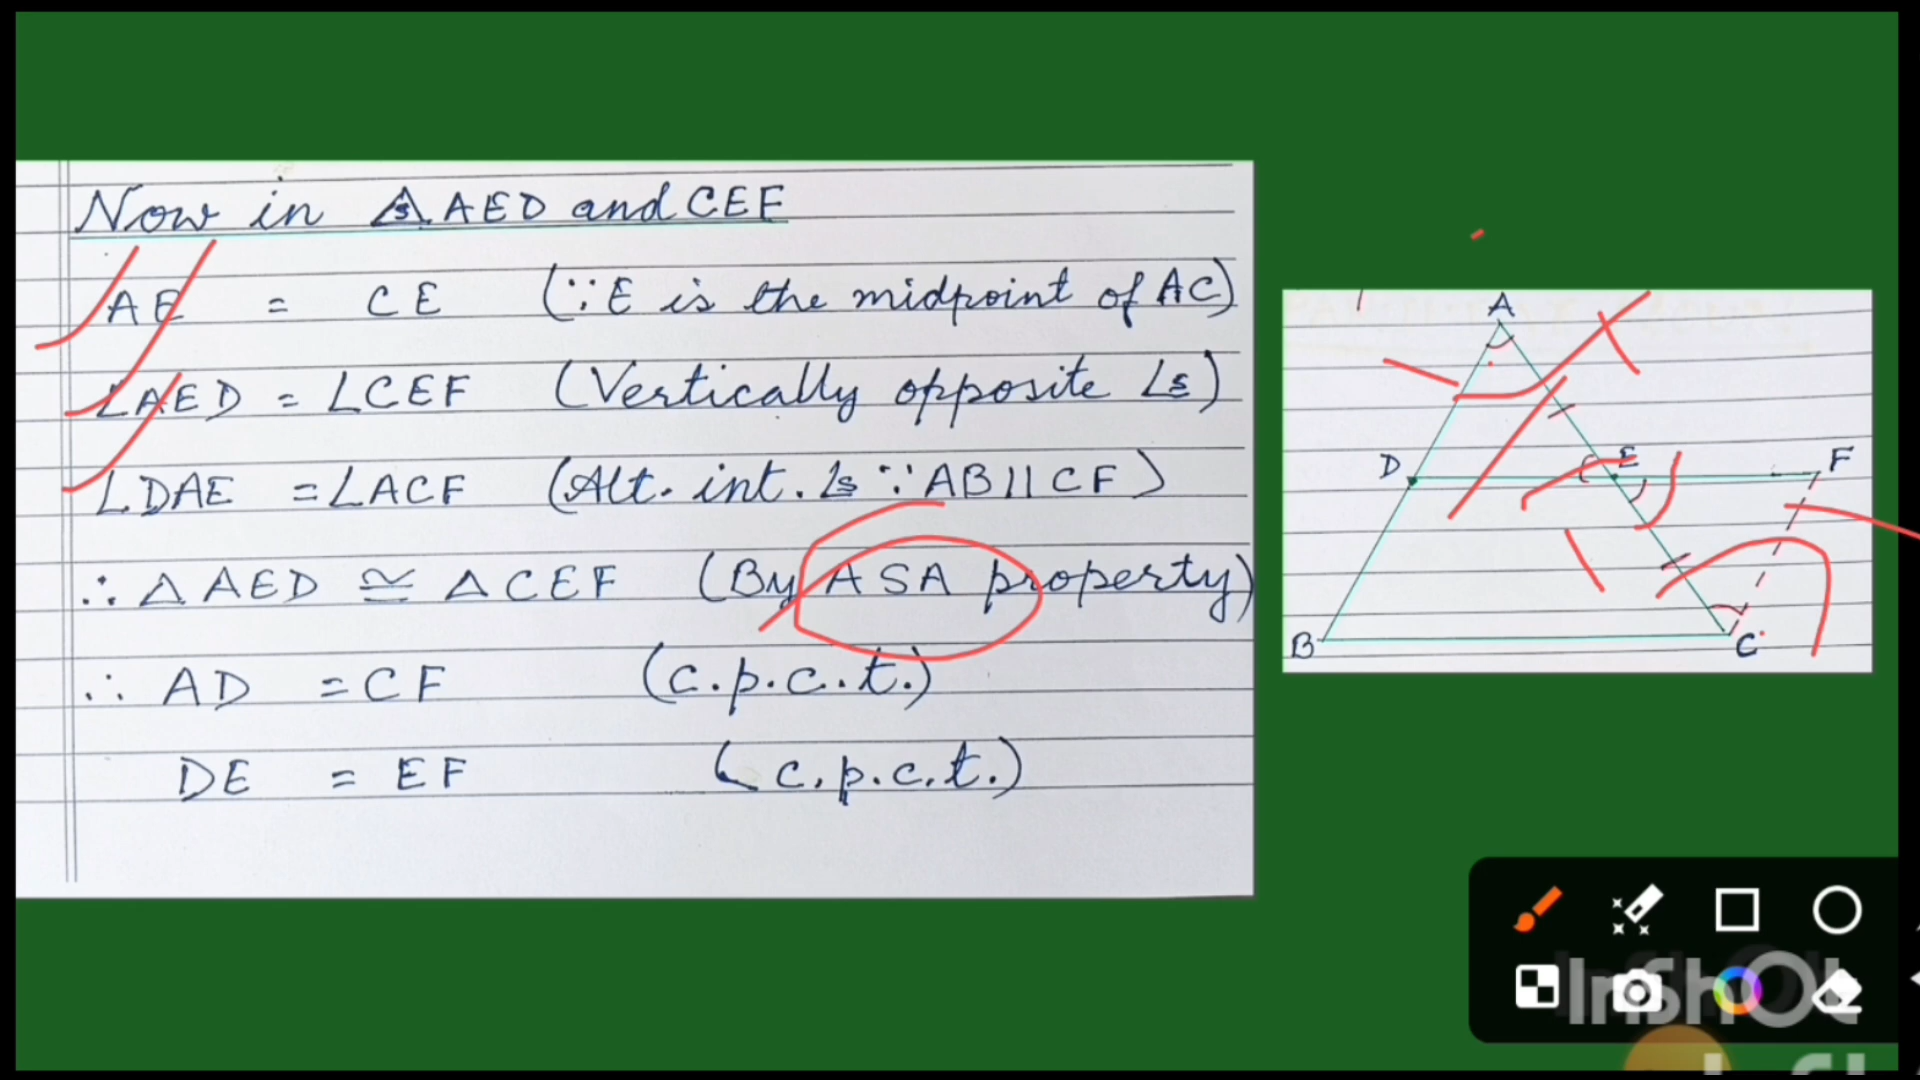 Now in △s AED and CEF
AE = CE (∵ E is the midpoint of AC)
∠AED = ∠CEF (Vertically opposite ∠s)
∠DAE = ∠ACF (Alt. int. ∠s ∵ AB || CF)
∴ △AED ≅ △CEF (By ASA property)
∴ AD = CF (c.p.c.t.)
DE = EF (c.p.c.t.)
A
D E F
B C
InShot